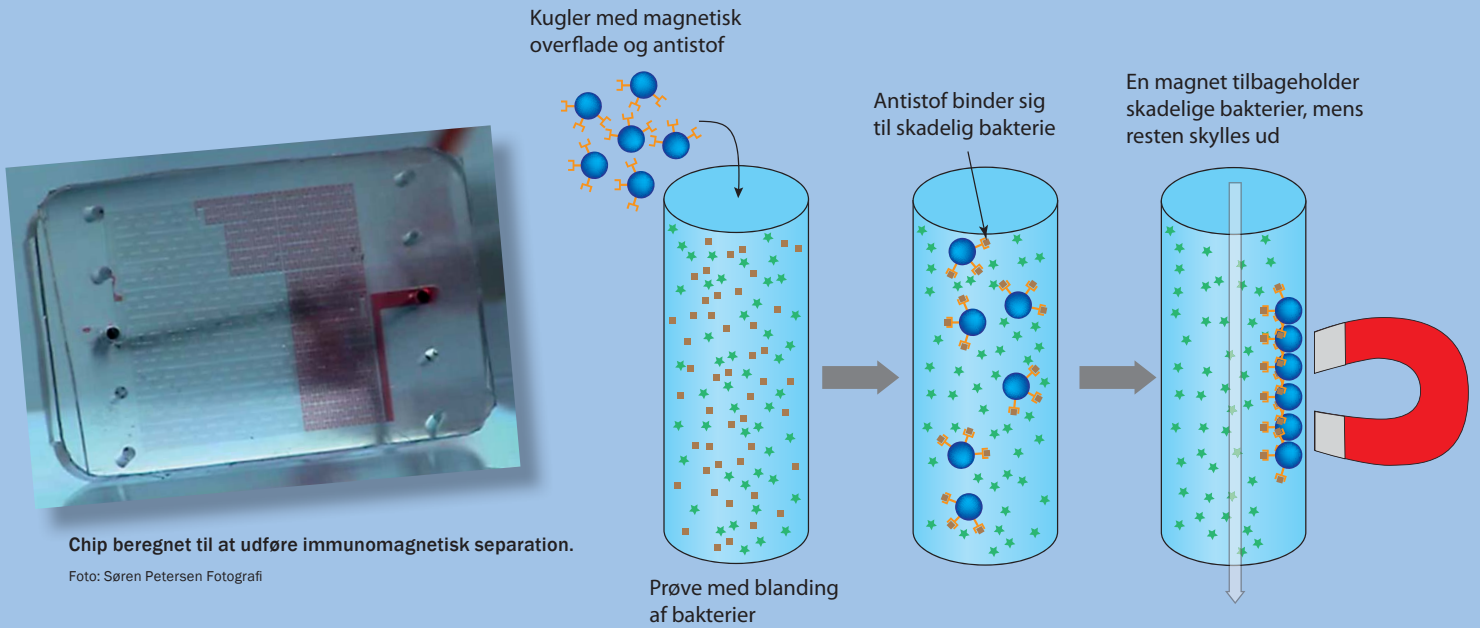 Kugler med magnetisk
overflade og antistof
Antistof binder sig
til skadelig bakterie
En magnet tilbageholder
skadelige bakterier, mens
resten skylles ud
Chip beregnet til at udføre immunomagnetisk separation.
Foto: Søren Petersen Fotografi
Prøve med blanding
af bakterier